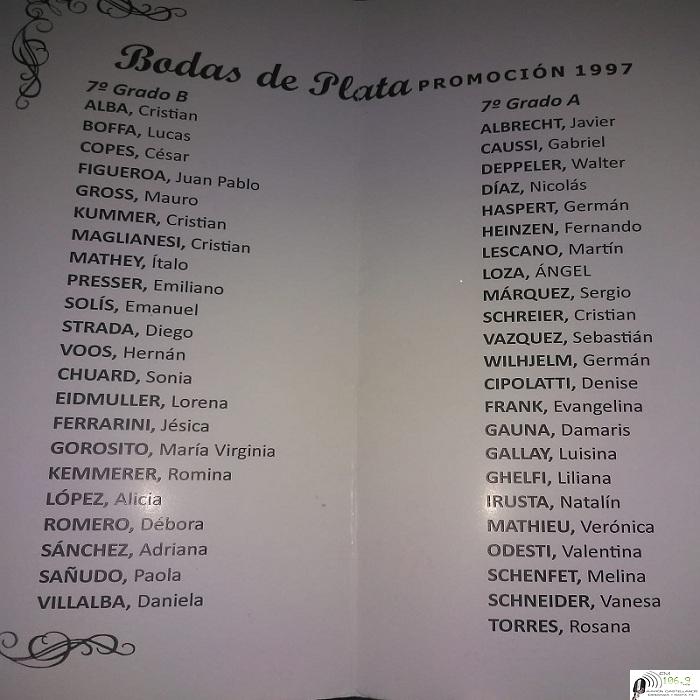 Bodas de Plata PROMOCIÓN 1997
7º Grado B
ALBA, Cristian
BOFFA, Lucas
COPES, César
FIGUEROA, Juan Pablo
GROSS, Mauro
KUMMER, Cristian
MAGLIANESI, Cristian
MATHEY, Ítalo
PRESSER, Emiliano
SOLÍS, Emanuel
STRADA, Diego
VOOS, Hernán
CHUARD, Sonia
EIDMULLER, Lorena
FERRARINI, Jésica
GOROSITO, María Virginia
KEMMERER, Romina
LÓPEZ, Alicia
ROMERO, Débora
SÁNCHEZ, Adriana
SAÑUDO, Paola
VILLALBA, Daniela
7º Grado A
ALBRECHT, Javier
CAUSSI, Gabriel
DEPPELER, Walter
DÍAZ, Nicolás
HASPERT, Germán
HEINZEN, Fernando
LESCANO, Martín
LOZA, ÁNGEL
MÁRQUEZ, Sergio
SCHREIER, Cristian
VAZQUEZ, Sebastián
WILHJELM, Germán
CIPOLATTI, Denise
FRANK, Evangelina
GAUNA, Damaris
GALLAY, Luisina
GHELFI, Liliana
IRUSTA, Natalín
MATHIEU, Verónica
ODESTI, Valentina
SCHENFET, Melina
SCHNEIDER, Vanesa
TORRES, Rosana
FM
106.9